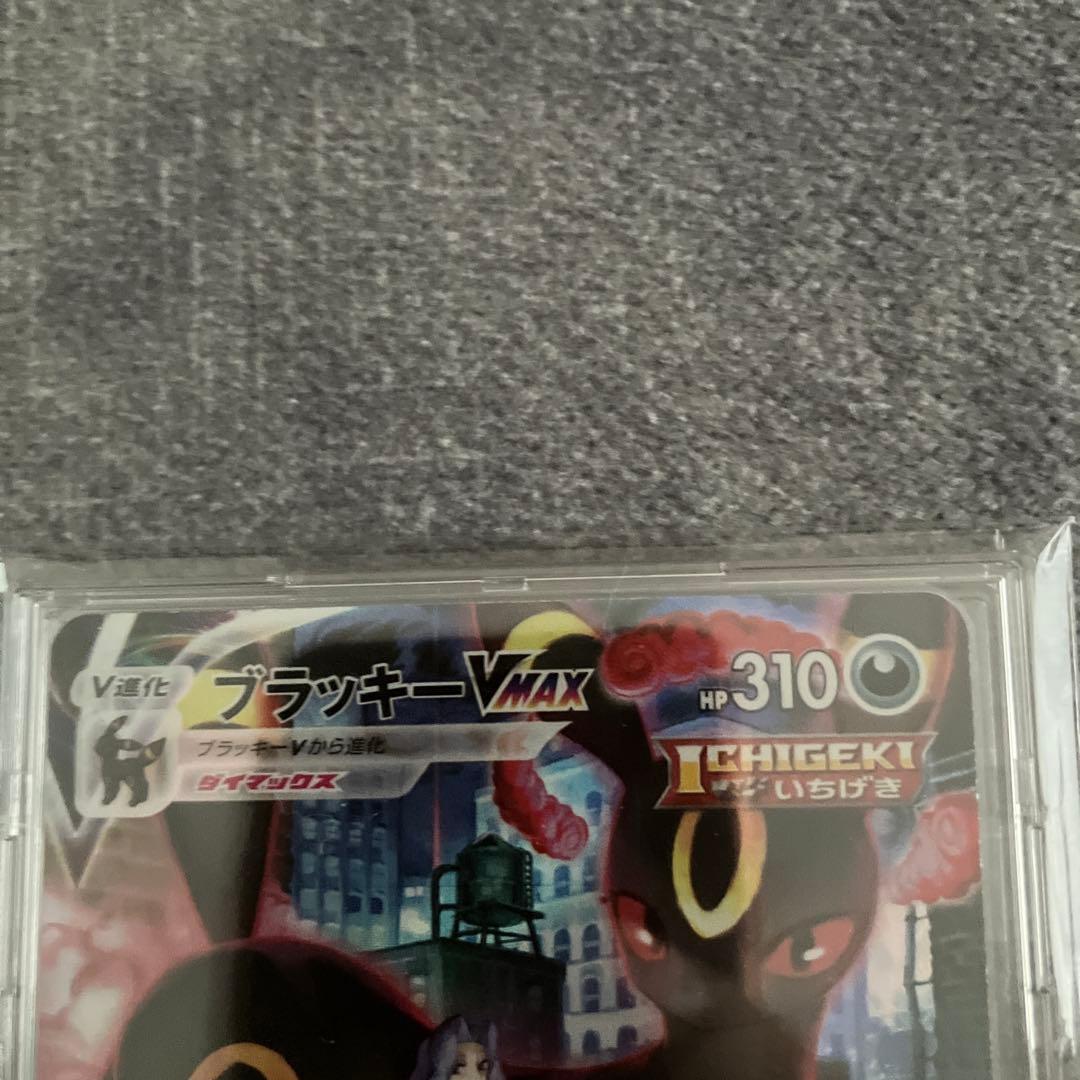 V進化
ブラッキーVMAX
HP310
ブラッキーVから進化
ICHIGEKI
ダイマックス
いちげき